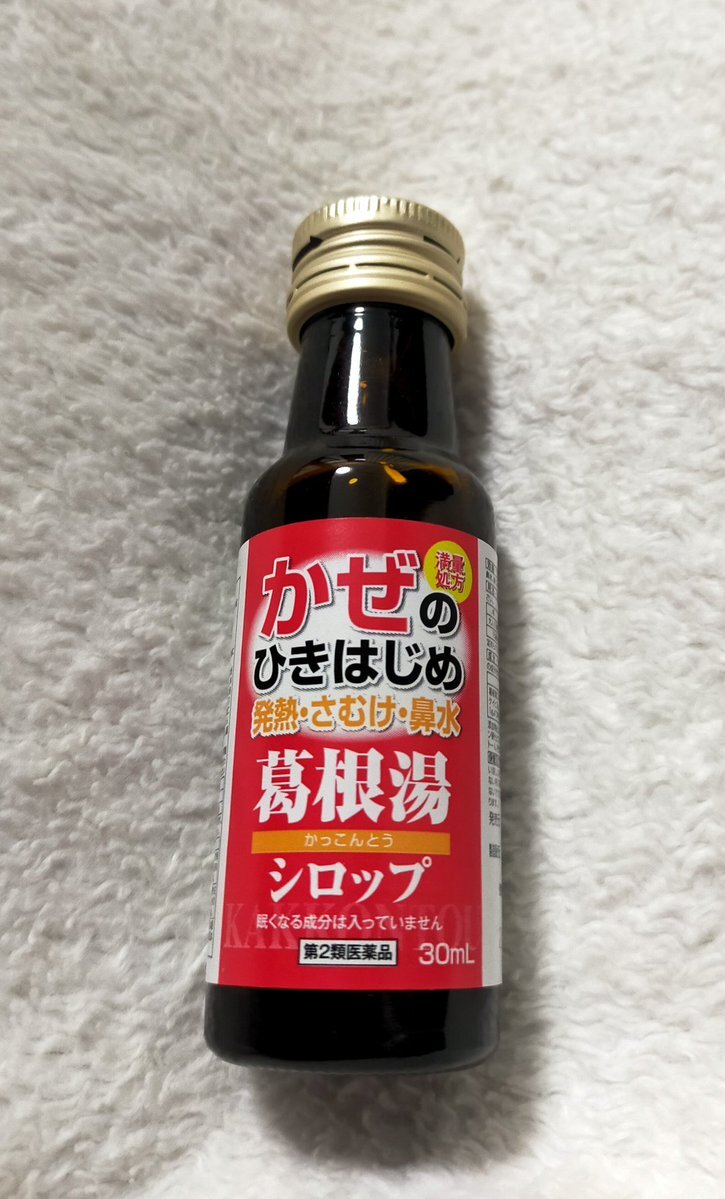 満量
処方
かぜの
ひきはじめ
発熱・さむけ・鼻水
葛根湯
かっこんとう
シロップ
KAKKONTOU
眠くなる成分は入っていません
第2類医薬品
30mL